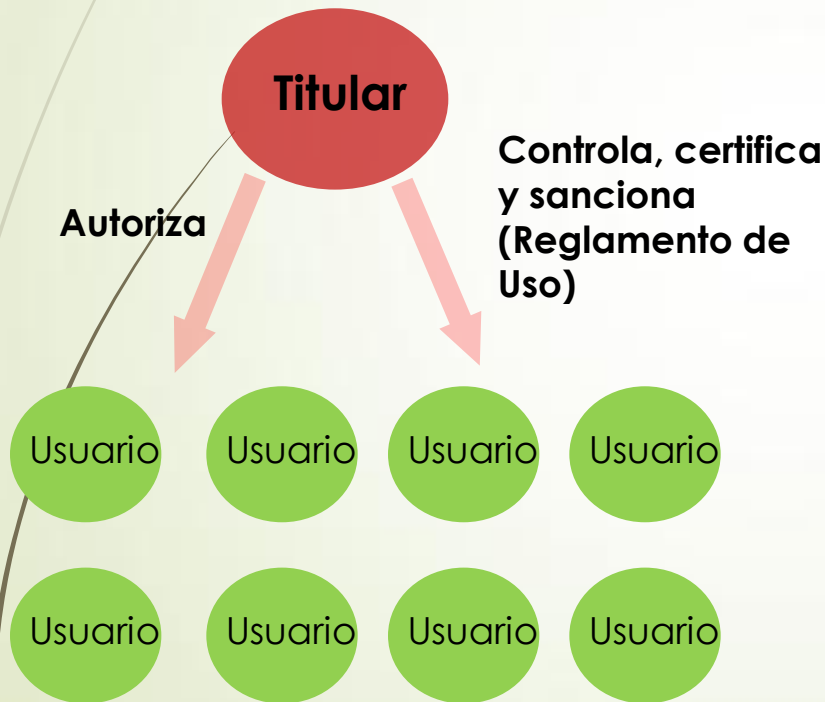 Titular
Autoriza
Controla, certifica
y sanciona
(Reglamento de
Uso)
Usuario Usuario Usuario Usuario
Usuario Usuario Usuario Usuario